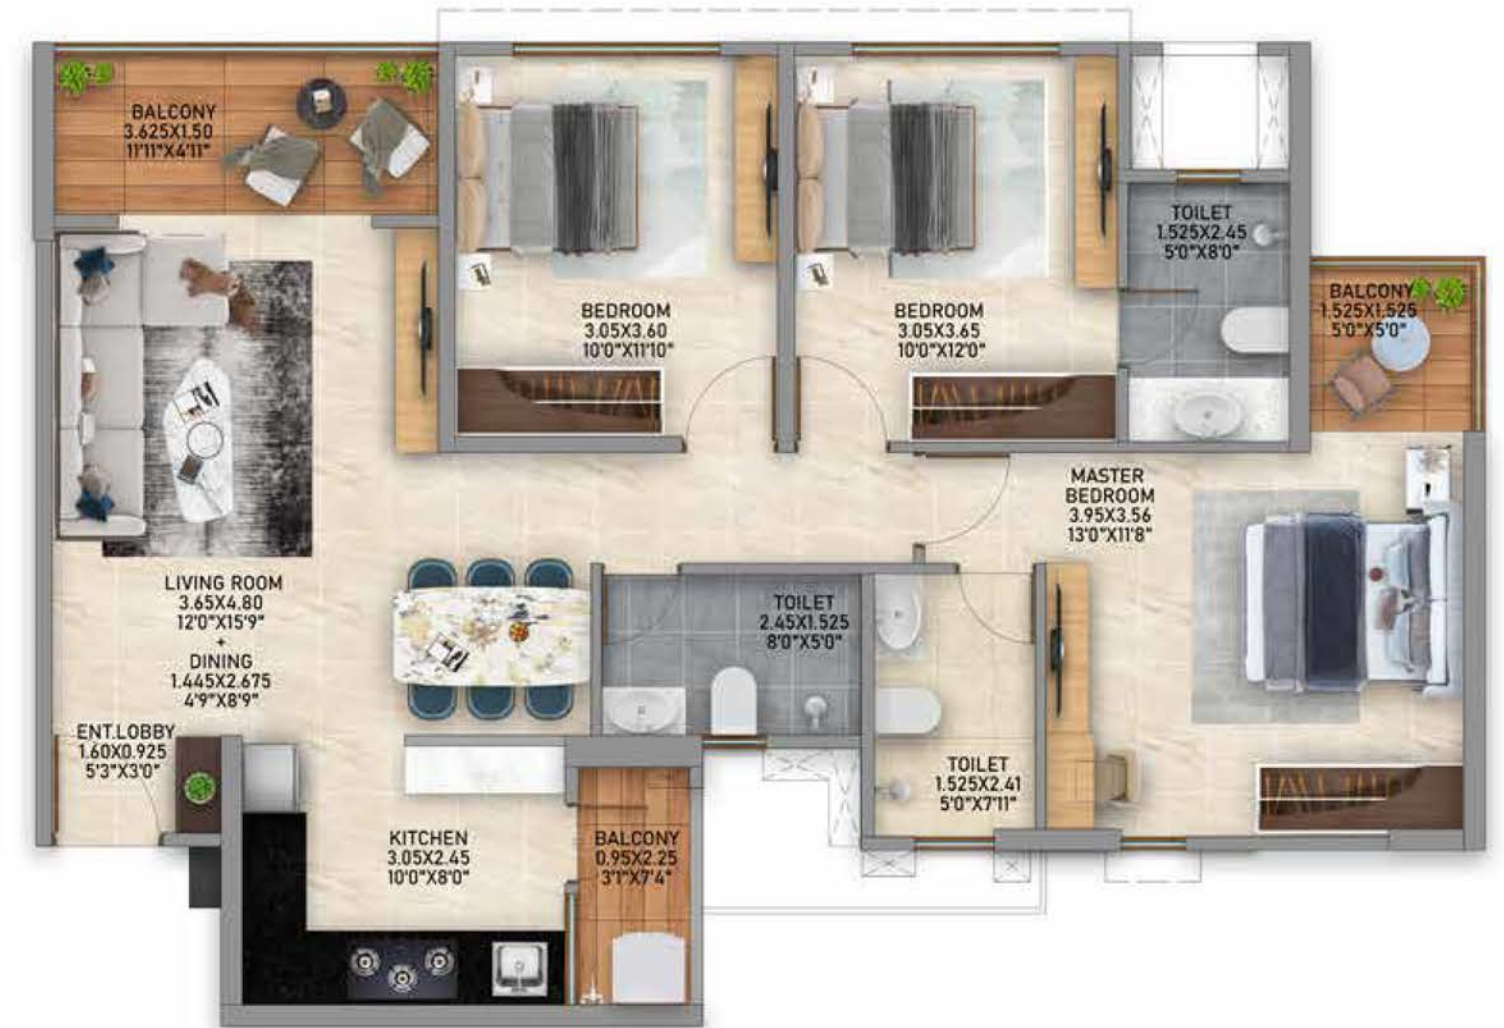 BALCONY
3.625X1.50
11'11"X4'11"
BEDROOM
3.05X3.60
10'0"X11'10"
BEDROOM
3.05X3.65
10'0"X12'0"
TOILET
1.525X2.45
5'0"X8'0"
BALCONY
1.525X1.525
5'0"X5'0"
MASTER
BEDROOM
3.95X3.56
13'0"X11'8"
LIVING ROOM
3.65X4.80
12'0"X15'9"
+
DINING
1.445X2.675
4'9"X8'9"
TOILET
2.45X1.525
8'0"X5'0"
ENT.LOBBY
1.60X0.925
5'3"X3'0"
TOILET
1.525X2.41
5'0"X7'11"
KITCHEN
3.05X2.45
10'0"X8'0"
BALCONY
0.95X2.25
3'1"X7'4"